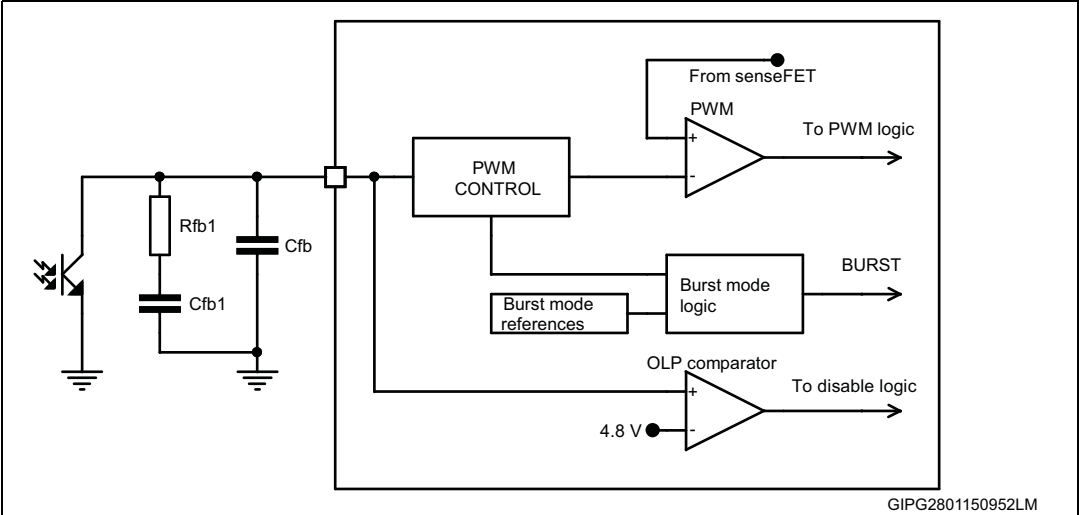 From senseFET
PWM
+
-
To PWM logic
PWM
CONTROL
Rfb1
Cfb
Cfb1
BURST
Burst mode
logic
Burst mode
references
OLP comparator
+
-
To disable logic
4.8 V
GIPG2801150952LM